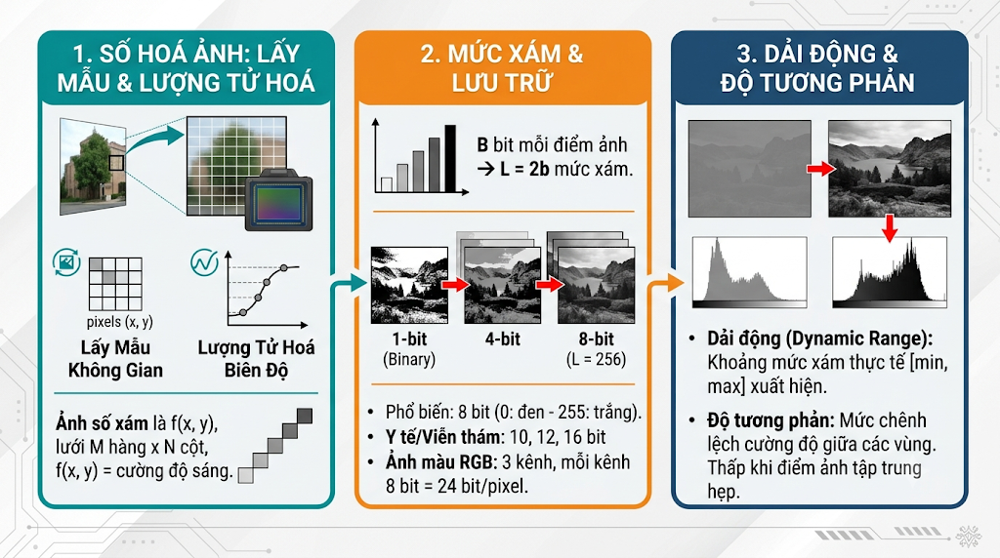 1. SỐ HOÁ ẢNH: LẤY
MẪU & LƯỢNG TỬ HOÁ
pixels (x, y)
Lấy Mẫu
Không Gian
Lượng Tử Hoá
Biên Độ
Ảnh số xám là f(x, y),
lưới M hàng x N cột,
f(x, y) = cường độ sáng.
2. MỨC XÁM &
LƯU TRỮ
B bit mỗi điểm ảnh
→ L = 2b mức xám.
1-bit
(Binary)
4-bit
8-bit
(L = 256)
• Phổ biến: 8 bit (0: đen - 255: trắng).
• Y tế/Viễn thám: 10, 12, 16 bit
• Ảnh màu RGB: 3 kênh, mỗi kênh
8 bit = 24 bit/pixel.
3. DẢI ĐỘNG &
ĐỘ TƯƠNG PHẢN
• Dải động (Dynamic Range):
Khoảng mức xám thực tế [min,
max] xuất hiện.
• Độ tương phản: Mức chênh
lệch cường độ giữa các vùng.
Thấp khi điểm ảnh tập trung
hẹp.